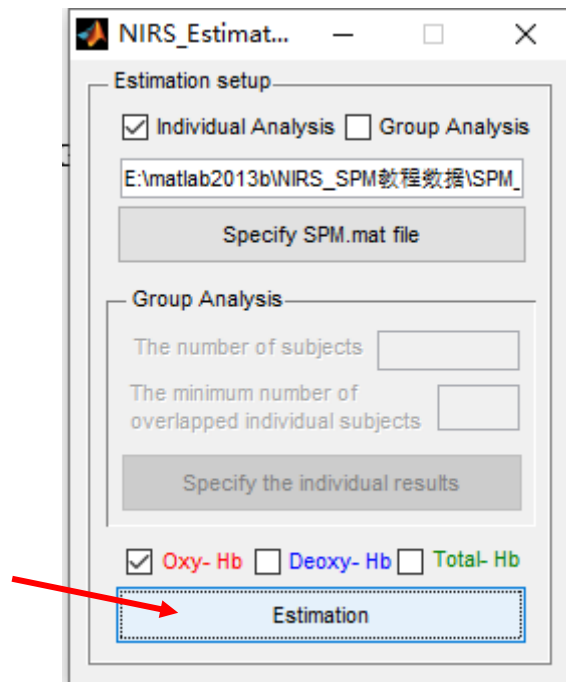 NIRS_Estimat...
Estimation setup
Individual Analysis Group Analysis
E:\matlab2013b\NIRS_SPM教程数据\SPM_
Specify SPM.mat file
Group Analysis
The number of subjects
The minimum number of
overlapped individual subjects
Specify the individual results
Oxy- Hb Deoxy- Hb Total- Hb
Estimation